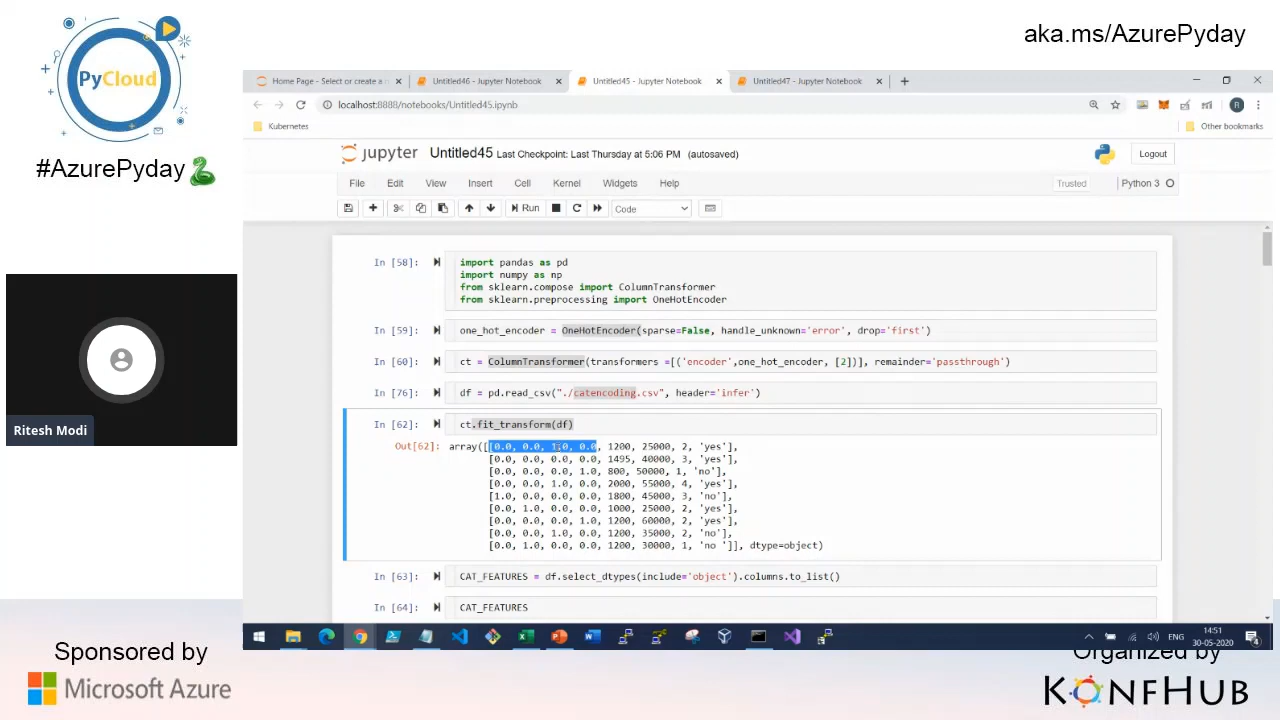 aka.ms/AzurePyday
PyCloud
#AzurePyday
Home Page - Select or create a
Untitled46 - Jupyter Notebook
Untitled45 - Jupyter Notebook
Untitled47 - Jupyter Notebook
localhost:8888/notebooks/Untitled45.ipynb
R
Kubernetes
Other bookmarks
jupyter Untitled45 Last Checkpoint: Last Thursday at 5:06 PM (autosaved)
Logout
File Edit View Insert Cell Kernel Widgets Help
Trusted
Python 3
Run
Code
In [58]:
import pandas as pd
import numpy as np
from sklearn.compose import ColumnTransformer
from sklearn.preprocessing import OneHotEncoder
In [59]: one_hot_encoder = OneHotEncoder(sparse=False, handle_unknown='error', drop='first')
In [60]: ct = ColumnTransformer(transformers =[('encoder',one_hot_encoder, [2])], remainder='passthrough')
In [76]: df = pd.read_csv("./catencoding.csv", header='infer')
In [62]: ct.fit_transform(df)
Out[62]: array([[0.0, 0.0, 1.0, 0.0, 1200, 25000, 2, 'yes'],
[0.0, 0.0, 0.0, 0.0, 1495, 40000, 3, 'yes'],
[0.0, 0.0, 0.0, 1.0, 800, 50000, 1, 'no'],
[0.0, 0.0, 1.0, 0.0, 2000, 55000, 4, 'yes'],
[1.0, 0.0, 0.0, 0.0, 1800, 45000, 3, 'no'],
[0.0, 1.0, 0.0, 0.0, 1000, 25000, 2, 'yes'],
[0.0, 0.0, 0.0, 1.0, 1200, 60000, 2, 'yes'],
[0.0, 0.0, 1.0, 0.0, 1200, 35000, 2, 'no'],
[0.0, 1.0, 0.0, 0.0, 1200, 30000, 1, 'no ']], dtype=object)
In [63]: CAT_FEATURES = df.select_dtypes(include='object').columns.to_list()
In [64]: CAT_FEATURES
Ritesh Modi
ENG
14:51
30-05-2020
Sponsored by
Microsoft Azure
Organized by
KONFHUB